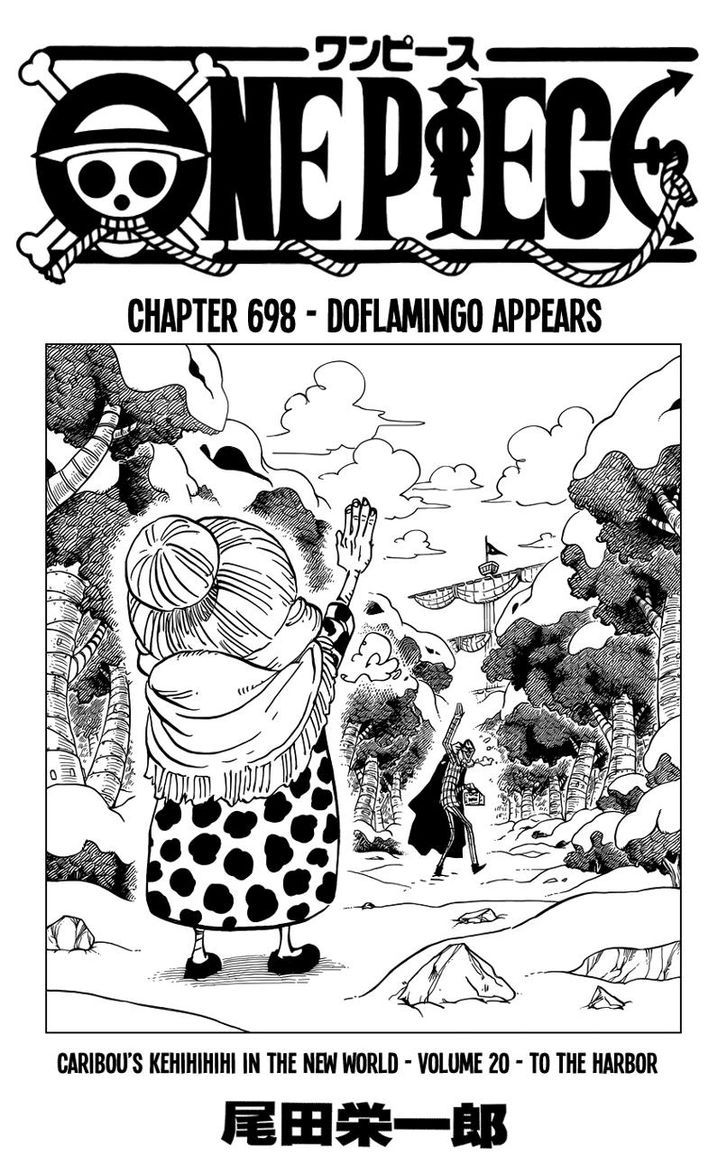 ワンピース
ONE PIECE
CHAPTER 698 - DOFLAMINGO APPEARS
CARIBOU'S KEHIHIHIHI IN THE NEW WORLD - VOLUME 20 - TO THE HARBOR
尾田栄一郎